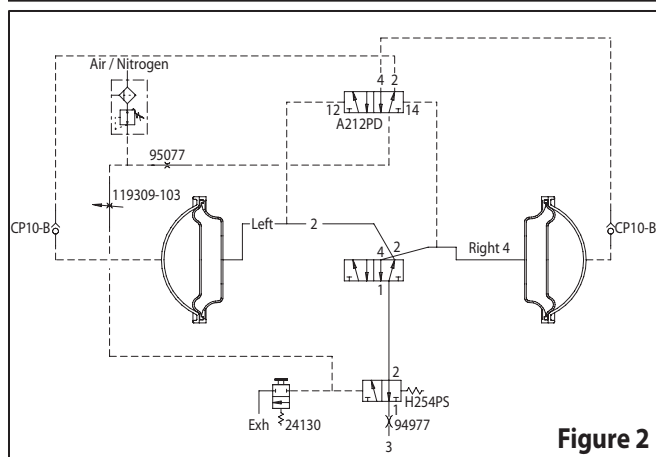 Air / Nitrogen
4 2
12 14
A212PD
95077
119309-103
CP10-B
CP10-B
Left 2
4 2
Right 4
1
2
H254PS
1
Exh 24130
94977
3
Figure 2